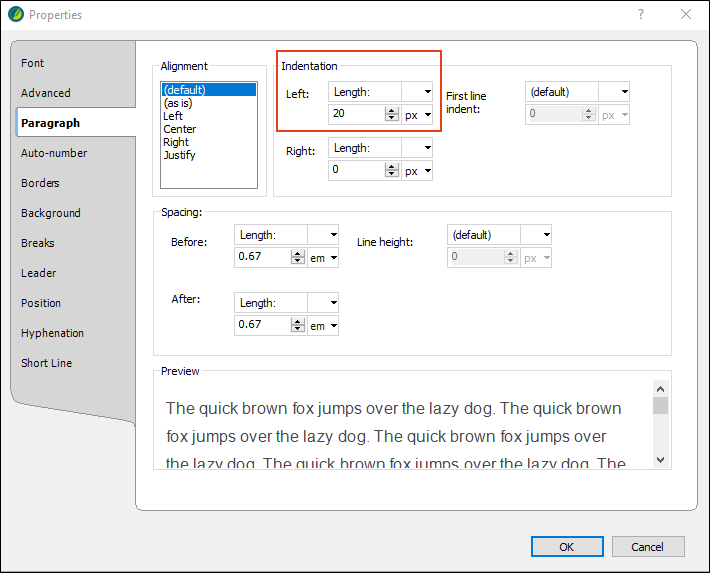 Properties
?
Font
Advanced
Paragraph
Auto-number
Borders
Background
Breaks
Leader
Position
Hyphenation
Short Line
Alignment
(default)
(as is)
Left
Center
Right
Justify
Indentation
Left: Length:
20 px
First line indent: (default)
0 px
Right: Length:
0 px
Spacing:
Before: Length:
0.67 em
Line height: (default)
0 px
After: Length:
0.67 em
Preview
The quick brown fox jumps over the lazy dog. The quick brown
fox jumps over the lazy dog. The quick brown fox jumps over
the lazy dog. The quick brown fox jumps over the lazy dog. The
OK Cancel